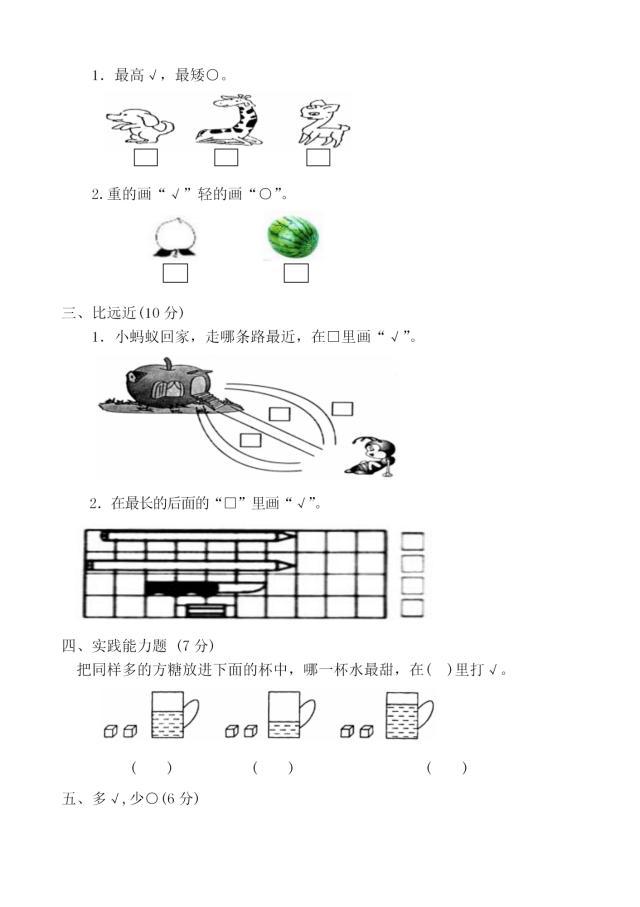 1．最高√，最矮○。
2.重的画“√”轻的画“○”。
三、比远近(10 分)
1．小蚂蚁回家，走哪条路最近，在□里画“√”。
2．在最长的后面的“□”里画“√”。
四、实践能力题 (7 分)
把同样多的方糖放进下面的杯中，哪一杯水最甜，在(　)里打√。
(　　) (　　) (　　)
五、多√,少○(6 分)